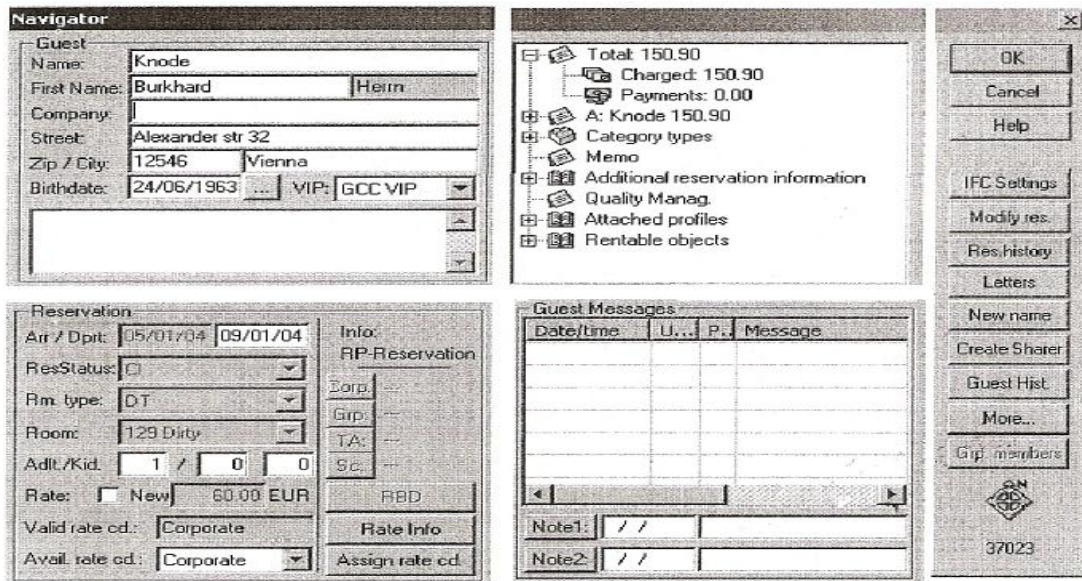 Navigator
Guest
Name: Knode
First Name: Burkhard Herrn
Company:
Street: Alexander str 32
Zip / City: 12546 Vienna
Birthdate: 24/06/1963 ... VIP: GCC VIP
Total: 150.90
Charged: 150.90
Payments: 0.00
A: Knode 150.90
Category types
Memo
Additional reservation information
Quality Manag.
Attached profiles
Rentable objects
OK
Cancel
Help
IFC Settings
Modify res.
Res.history
Letters
New name
Create Sharer
Guest Hist.
More...
Grp. members
37023
Reservation
Arr / Dprt: 05/01/04 09/01/04
ResStatus: CI
Rm. type: DT
Room: 129 Dirty
Adlt./Kid. 1 / 0 0
Rate: New 60.00 EUR
Valid rate cd.: Corporate
Avail. rate cd.: Corporate
Info:
RP-Reservation
Corp. ---
Grp: ---
TA: ---
Sc: ---
RBD
Rate Info
Assign rate cd.
Guest Messages
Date/time U... P.. Message
Note1: / /
Note2: / /